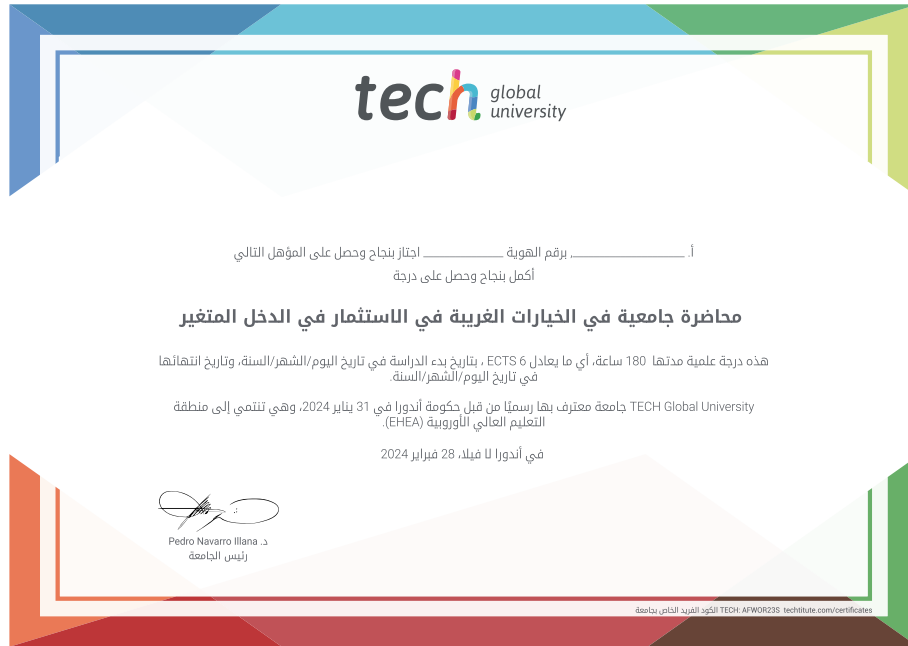 tech global university
أ. ____________________, برقم الهوية ______________ اجتاز بنجاح وحصل على المؤهل التالي
أكمل بنجاح وحصل على درجة
محاضرة جامعية في الخيارات الغريبة في الاستثمار في الدخل المتغير
هذه درجة علمية مدتها 180 ساعة، أي ما يعادل 6 ECTS ، بتاريخ بدء الدراسة في تاريخ اليوم/الشهر/السنة، وتاريخ انتهائها
في تاريخ اليوم/الشهر/السنة.
TECH Global University جامعة معترف بها رسميًا من قبل حكومة أندورا في 31 يناير 2024، وهي تنتمي إلى منطقة
التعليم العالي الأوروبية (EHEA).
في أندورا لا فيلا، 28 فبراير 2024
د. Pedro Navarro Illana
رئيس الجامعة
الكود الفريد الخاص بجامعة TECH: AFWOR23S techtitute.com/certificates